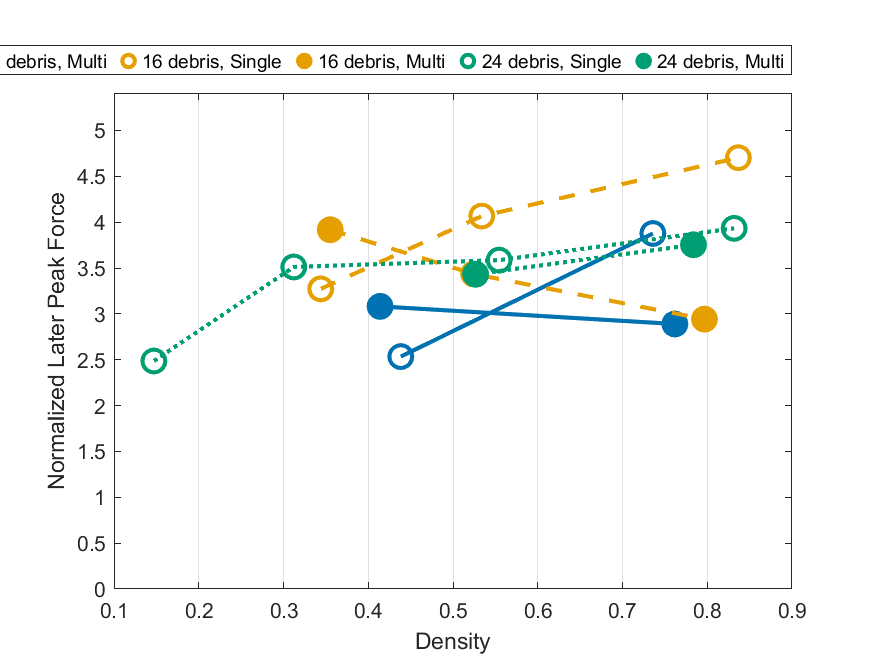 debris, Multi 16 debris, Single 16 debris, Multi 24 debris, Single 24 debris, Multi
5
4.5
4
3.5
3
2.5
2
1.5
1
0.5
0
Normalized Later Peak Force
0.1 0.2 0.3 0.4 0.5 0.6 0.7 0.8 0.9
Density